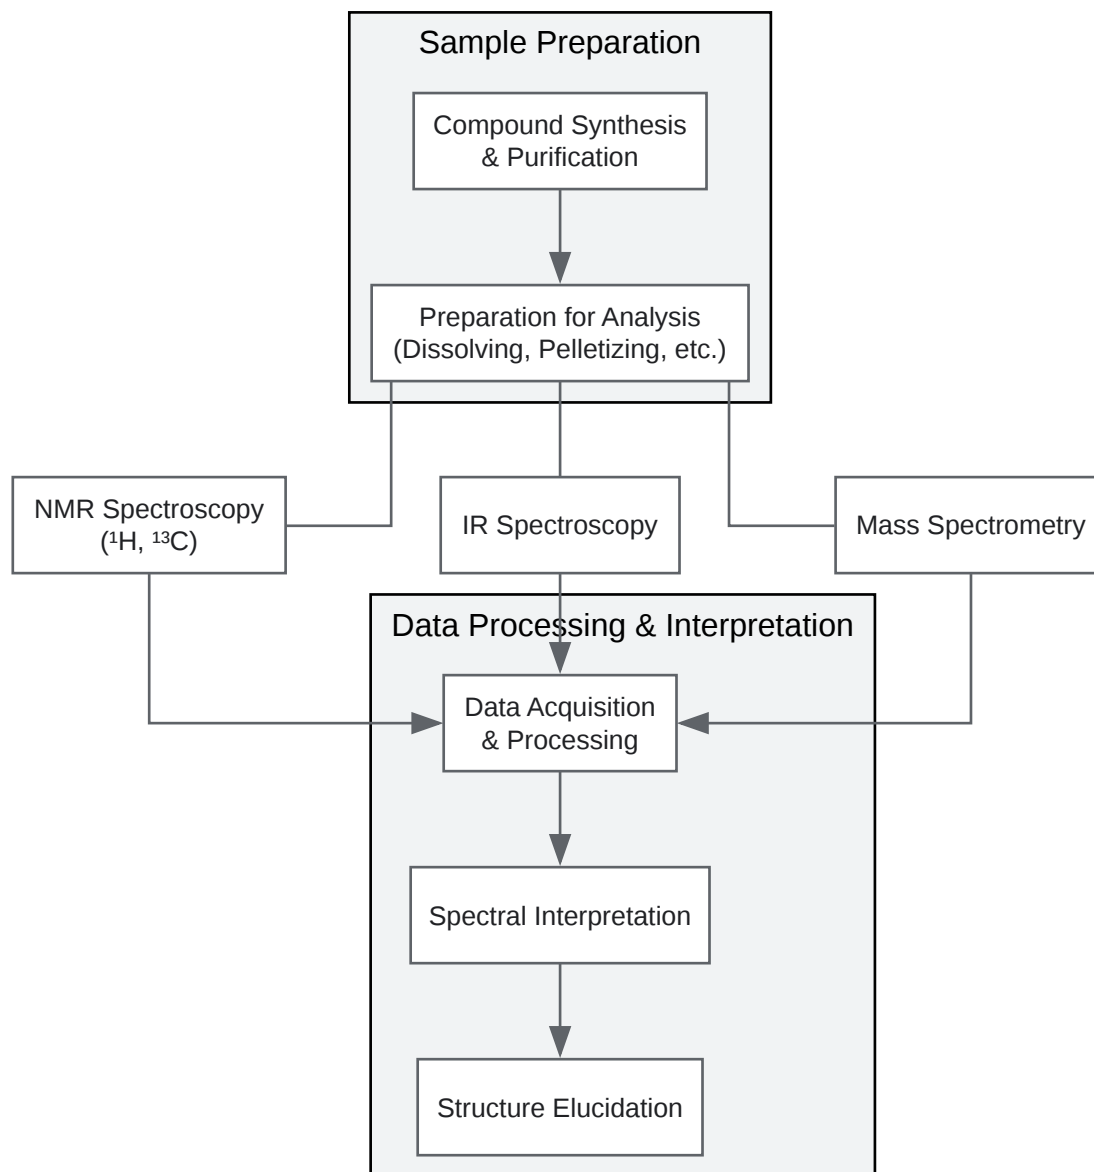 Sample Preparation
Compound Synthesis
& Purification
Preparation for Analysis
(Dissolving, Pelletizing, etc.)
NMR Spectroscopy
(¹H, ¹³C)
IR Spectroscopy
Mass Spectrometry
Data Processing & Interpretation
Data Acquisition
& Processing
Spectral Interpretation
Structure Elucidation